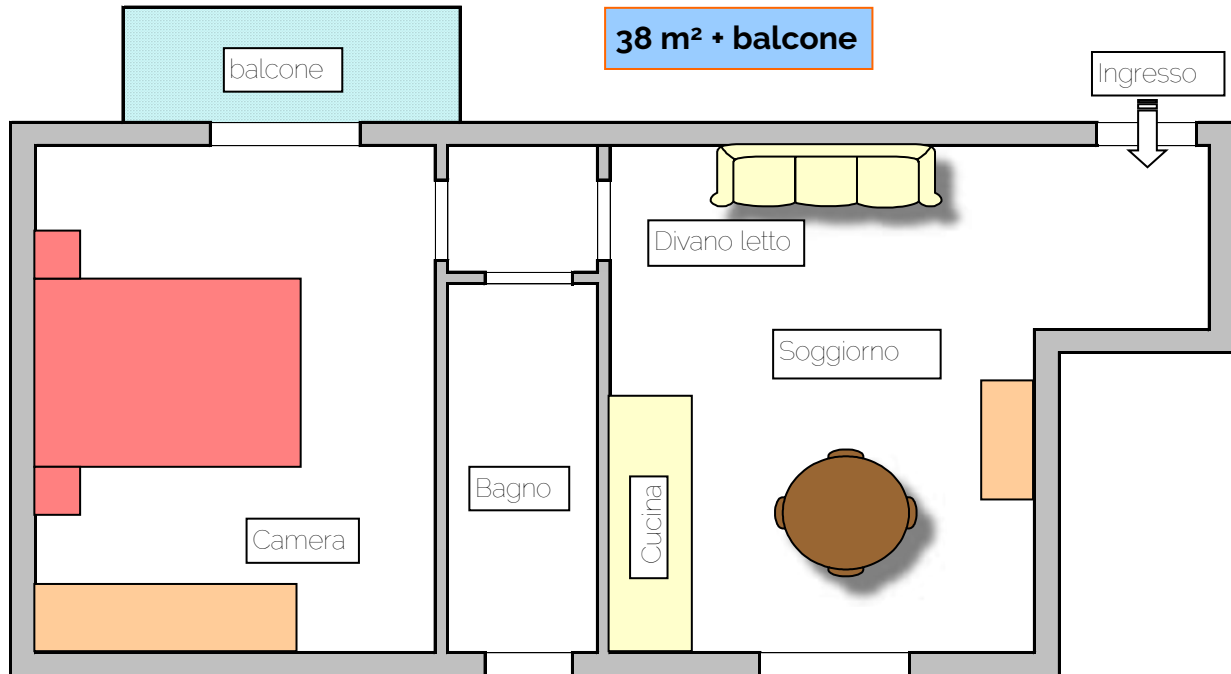 38 m² + balcone
balcone
Ingresso
Divano letto
Soggiorno
Bagno
Cucina
Camera